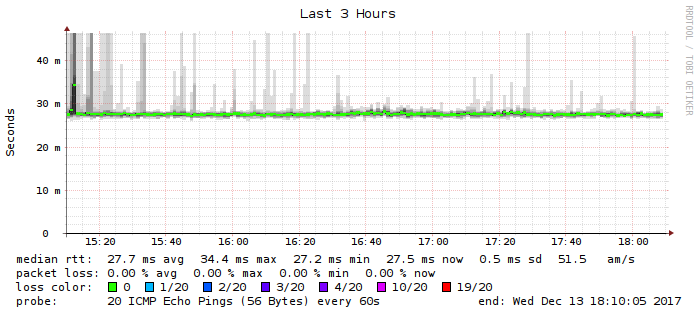 Last 3 Hours
RRDTOOL / TOBI OETIKER
Seconds
40 m
30 m
20 m
10 m
0
15:20 15:40 16:00 16:20 16:40 17:00 17:20 17:40 18:00
median rtt: 27.7 ms avg 34.4 ms max 27.2 ms min 27.5 ms now 0.5 ms sd 51.5 am/s
packet loss: 0.00 % avg 0.00 % max 0.00 % min 0.00 % now
loss color: 0 1/20 2/20 3/20 4/20 10/20 19/20
probe: 20 ICMP Echo Pings (56 Bytes) every 60s end: Wed Dec 13 18:10:05 2017